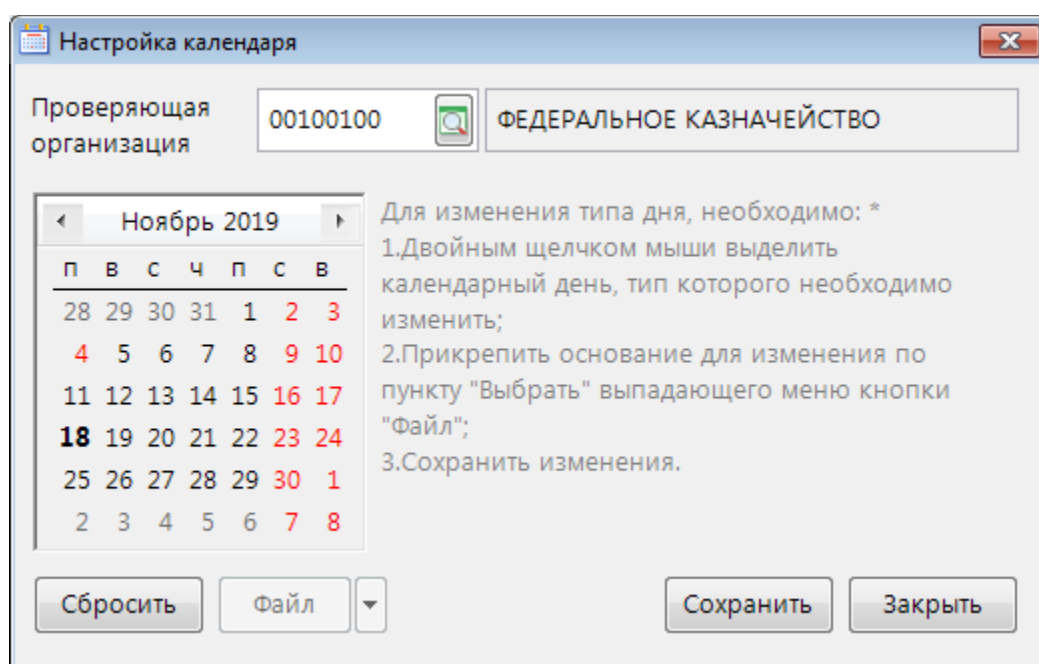 Настройка календаря
Проверяющая
организация
00100100
ФЕДЕРАЛЬНОЕ КАЗНАЧЕЙСТВО
Ноябрь 2019
П В С Ч П С В
28 29 30 31 1 2 3
4 5 6 7 8 9 10
11 12 13 14 15 16 17
18 19 20 21 22 23 24
25 26 27 28 29 30 1
2 3 4 5 6 7 8
Для изменения типа дня, необходимо: *
1.Двойным щелчком мыши выделить
календарный день, тип которого необходимо
изменить;
2.Прикрепить основание для изменения по
пункту "Выбрать" выпадающего меню кнопки
"Файл";
3.Сохранить изменения.
Сбросить Файл Сохранить Закрыть